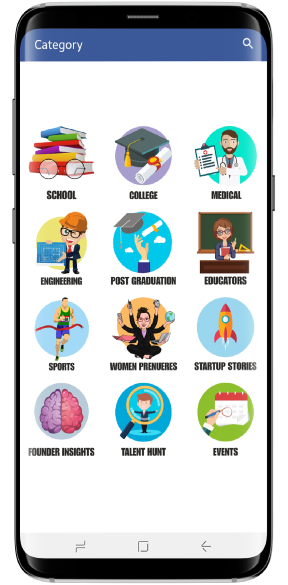 Category
SCHOOL
COLLEGE
MEDICAL
ENGINEERING
POST GRADUATION
EDUCATORS
SPORTS
WOMEN PRENUERES
STARTUP STORIES
FOUNDER INSIGHTS
TALENT HUNT
EVENTS